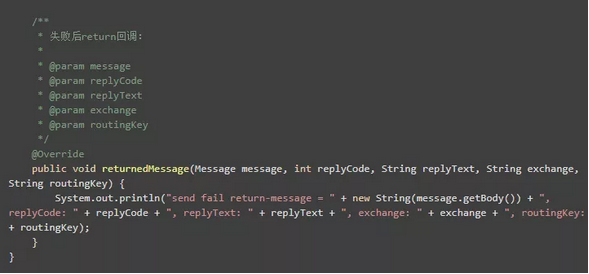 /**
* 失败后return回调:
*
* @param message
* @param replyCode
* @param replyText
* @param exchange
* @param routingKey
*/
@Override
public void returnedMessage(Message message, int replyCode, String replyText, String exchange,
String routingKey) {
System.out.println("send fail return-message = " + new String(message.getBody()) + ",
replyCode: " + replyCode + ", replyText: " + replyText + ", exchange: " + exchange + ", routingKey:
+ routingKey);
}
}